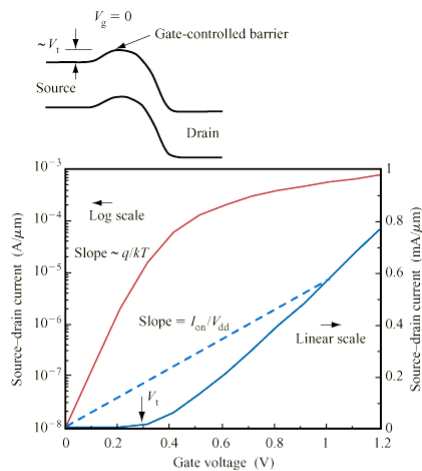 V_g = 0
~ V_t
Gate-controlled barrier
Source
Drain
10^-3
10^-4
10^-5
10^-6
10^-7
10^-8
Source–drain current (A/μm)
Log scale
Slope ~ q/kT
Slope = I_on/V_dd
Linear scale
V_t
1
0.8
0.6
0.4
0.2
0
Source–drain current (mA/μm)
0
0.2
0.4
0.6
0.8
1
1.2
Gate voltage (V)